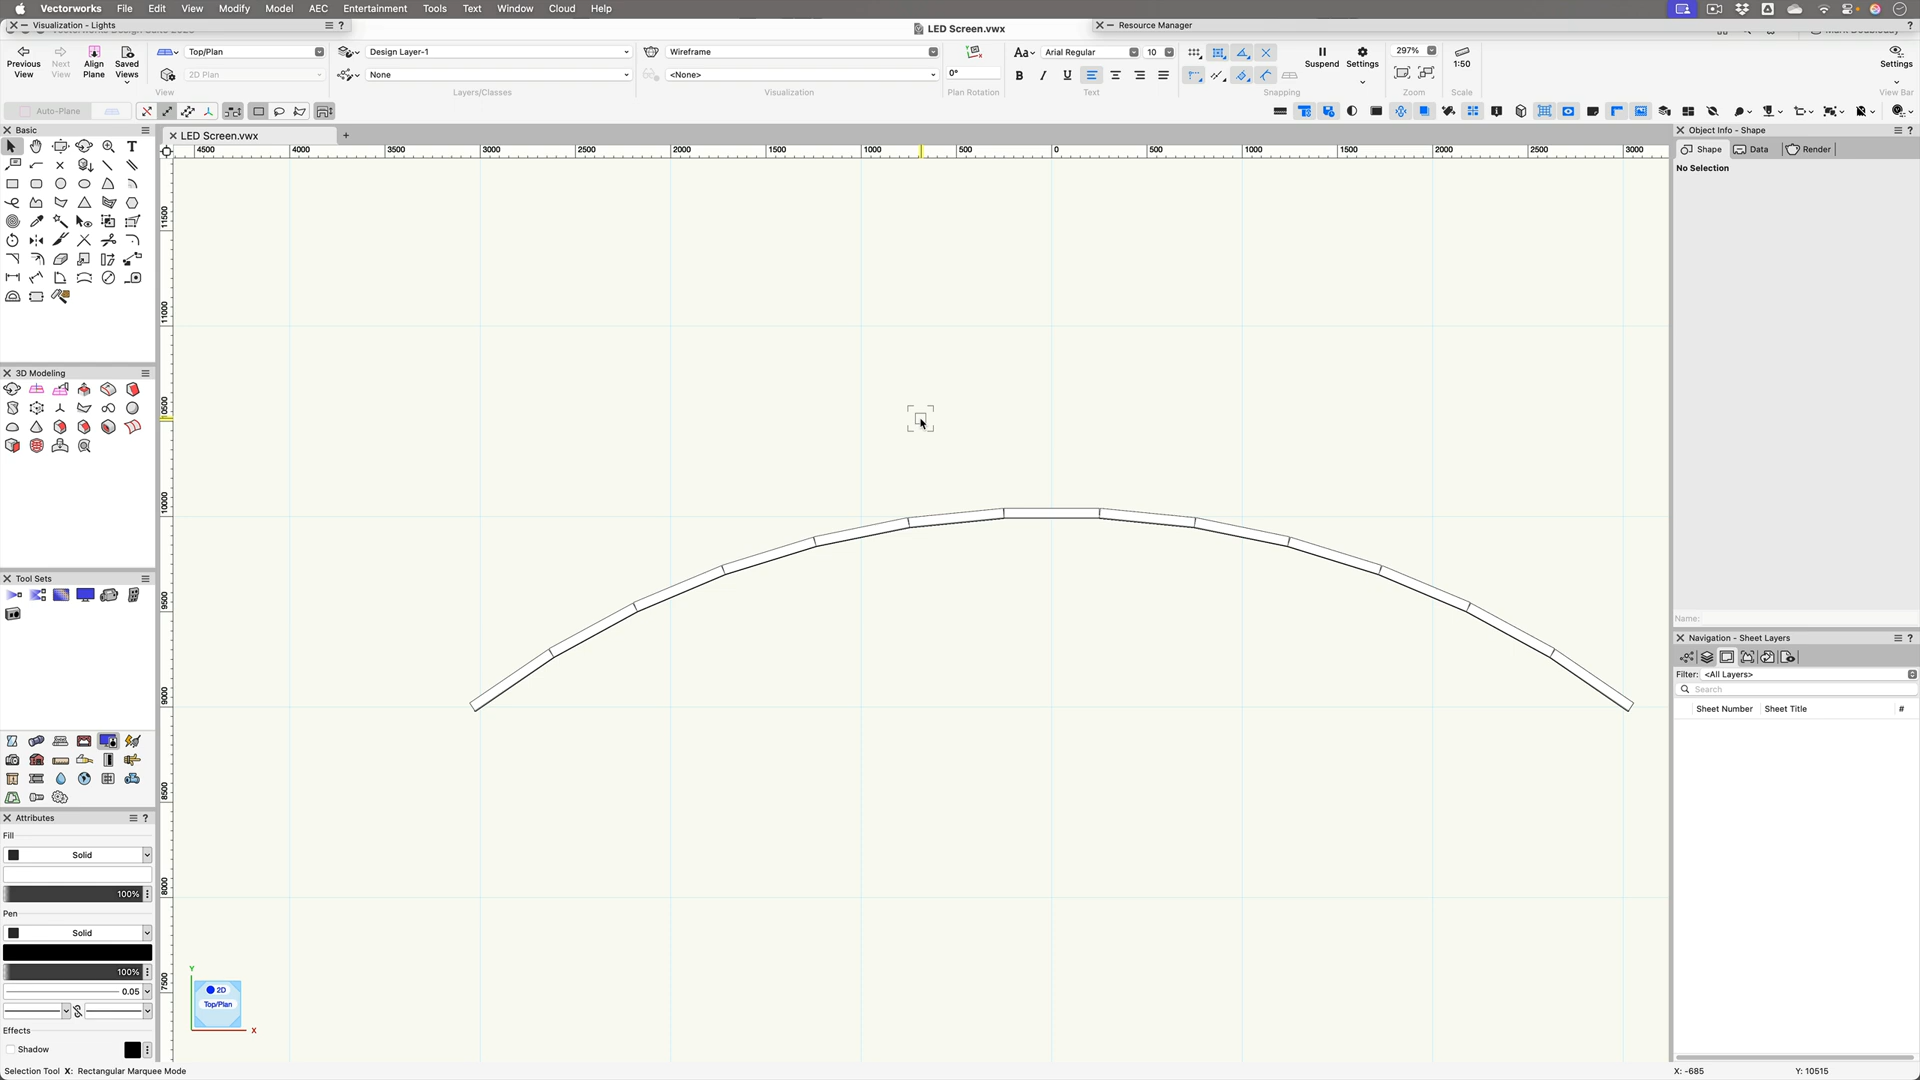 Vectorworks File Edit View Modify Model AEC Entertainment Tools Text Window Cloud Help
Visualization - Lights
?
LED Screen.vwx
Resource Manager
?
Previous View
Next View
Align Plane
Saved Views
Top/Plan
2D Plan
View
Design Layer-1
None
Layers/Classes
Wireframe
<None>
Visualization
0°
Plan Rotation
Aa
Arial Regular
10
B I U
Text
Snapping
Suspend
Settings
297%
Zoom
1:50
Scale
Settings
View Bar
Auto-Plane
Basic
LED Screen.vwx
+
4500 4000 3500 3000 2500 2000 1500 1000 500 0 500 1000 1500 2000 2500 3000
11500
11000
10500
10000
9500
9000
8500
8000
7500
3D Modeling
Tool Sets
Attributes
?
Fill
Solid
100%
Pen
Solid
100%
0.05
Effects
Shadow
Y
2D
Top/Plan
X
Object Info - Shape
?
Shape Data Render
No Selection
Name:
Navigation - Sheet Layers
?
Filter: <All Layers>
Search
Sheet Number Sheet Title #
Selection Tool X: Rectangular Marquee Mode
X: -685 Y: 10515